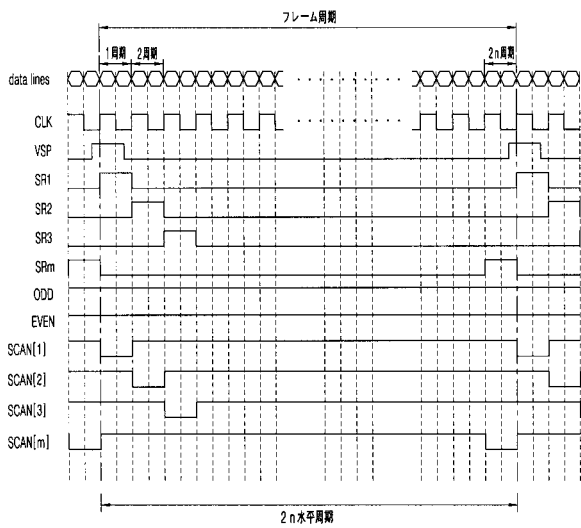 フレーム周期
1周期 2周期 2n周期
data lines
CLK
VSP
SR1
SR2
SR3
SRm
ODD
EVEN
SCAN[1]
SCAN[2]
SCAN[3]
SCAN[m]
2n水平周期